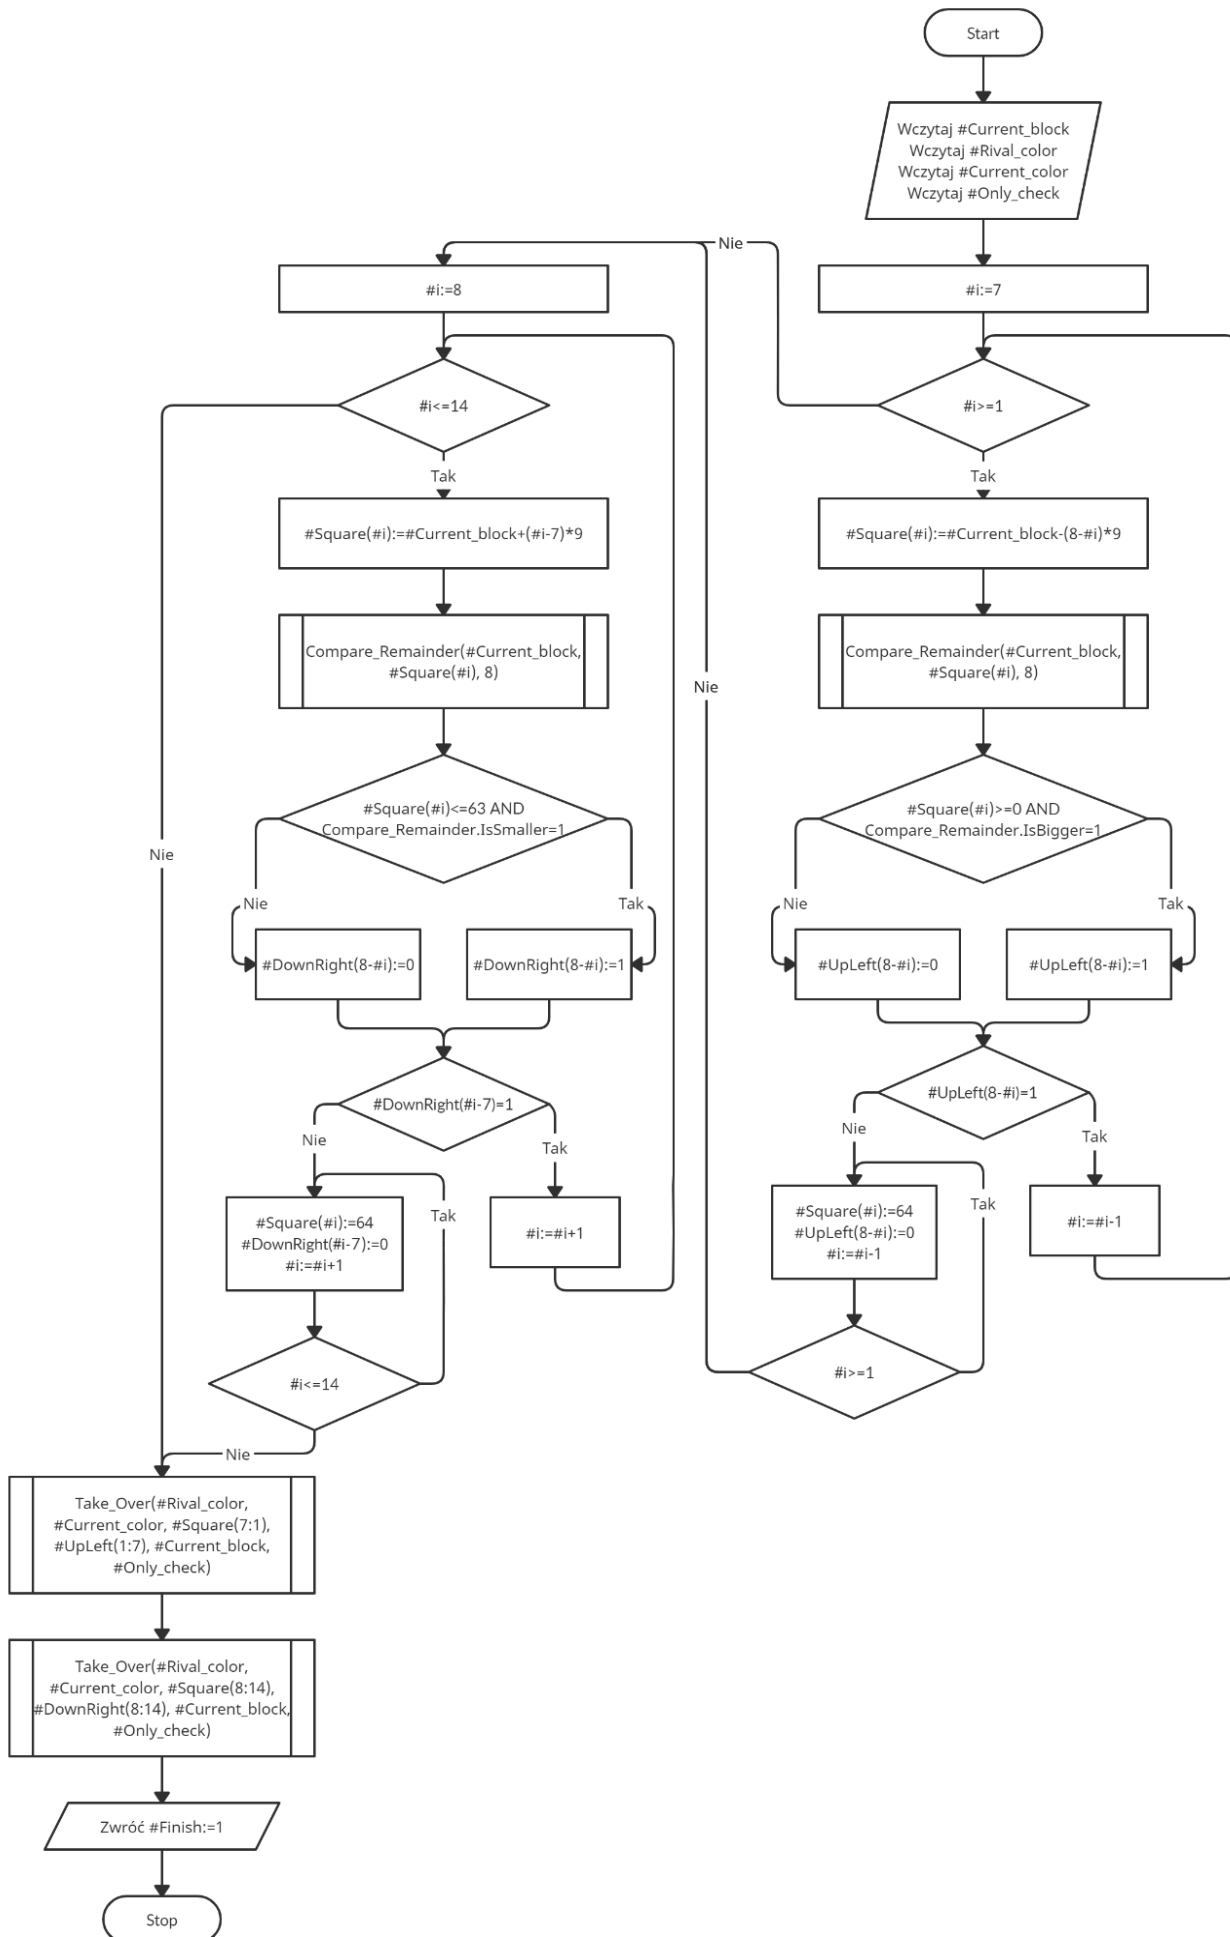 Start
Wczytaj #Current_block
Wczytaj #Rival_color
Wczytaj #Current_color
Wczytaj #Only_check
#i:=7
#i>=1
Nie
Tak
#Square(#i):=#Current_block-(8-#i)*9
Compare_Remainder(#Current_block,
#Square(#i), 8)
#Square(#i)>=0 AND
Compare_Remainder.IsBigger=1
Nie
Tak
#UpLeft(8-#i):=0
#UpLeft(8-#i):=1
#UpLeft(8-#i)=1
Nie
Tak
#Square(#i):=64
#UpLeft(8-#i):=0
#i:=#i-1
Tak
#i:=#i-1
#i>=1
Nie
#i:=8
#i<=14
Nie
Tak
#Square(#i):=#Current_block+(#i-7)*9
Compare_Remainder(#Current_block,
#Square(#i), 8)
#Square(#i)<=63 AND
Compare_Remainder.IsSmaller=1
Nie
Tak
#DownRight(8-#i):=0
#DownRight(8-#i):=1
#DownRight(#i-7)=1
Nie
Tak
#Square(#i):=64
#DownRight(#i-7):=0
#i:=#i+1
Tak
#i:=#i+1
#i<=14
Nie
Take_Over(#Rival_color,
#Current_color, #Square(7:1),
#UpLeft(1:7), #Current_block,
#Only_check)
Take_Over(#Rival_color,
#Current_color, #Square(8:14),
#DownRight(8:14), #Current_block,
#Only_check)
Zwróć #Finish:=1
Stop